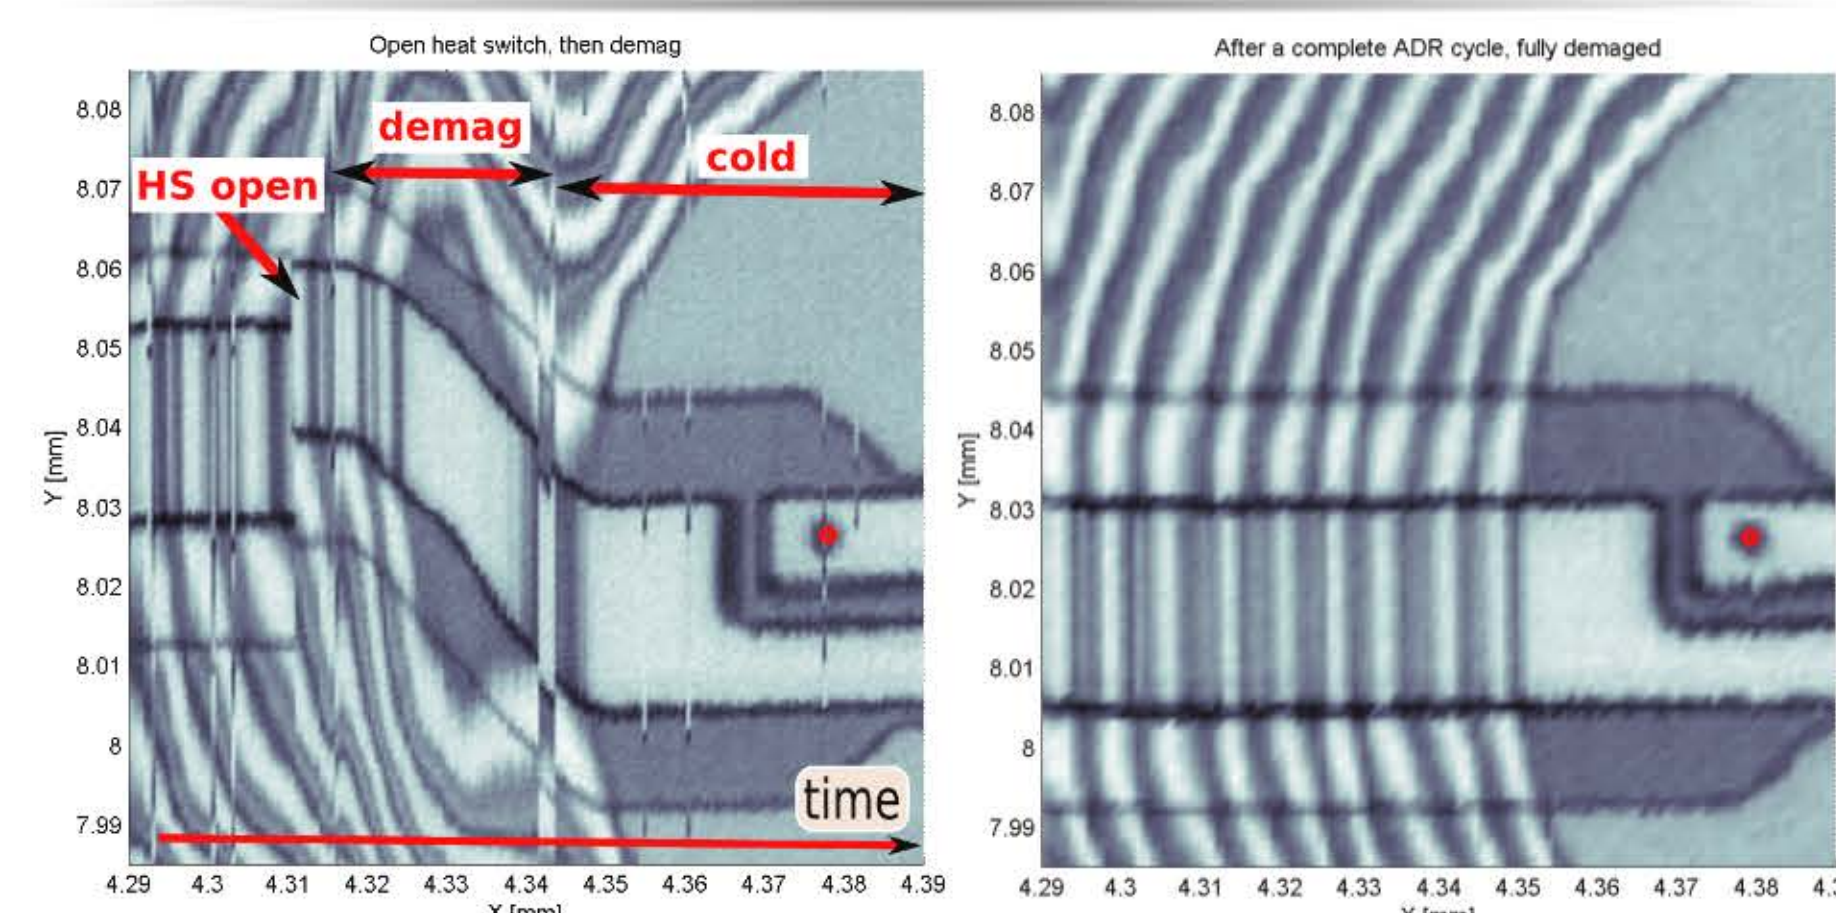 Open heat switch, then demag
8.08
8.07
8.06
8.05
8.04
8.03
8.02
8.01
8
7.99
Y [mm]
HS open
demag
cold
time
4.29 4.3 4.31 4.32 4.33 4.34 4.35 4.36 4.37 4.38 4.39
After a complete ADR cycle, fully demaged
8.08
8.07
8.06
8.05
8.04
8.03
8.02
8.01
8
7.99
Y [mm]
4.29 4.3 4.31 4.32 4.33 4.34 4.35 4.36 4.37 4.38